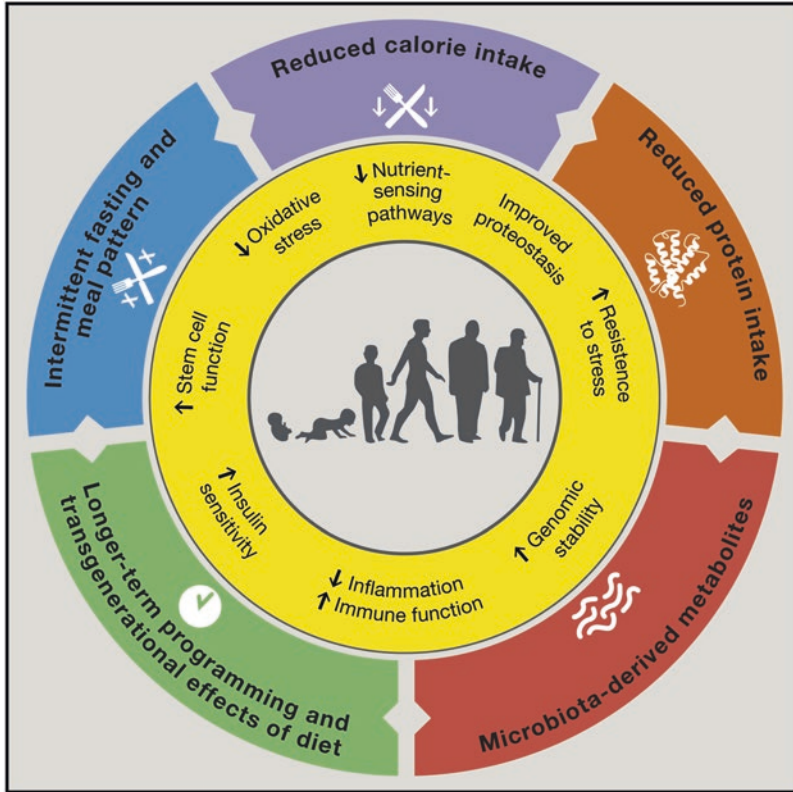 Reduced calorie intake
Reduced protein intake
Microbiota-derived metabolites
Longer-term programming and
transgenerational effects of diet
Intermittent fasting and
meal pattern
↓ Nutrient-
sensing
pathways
Improved
proteostasis
↑ Resistence
to stress
↑ Genomic
stability
↓ Inflammation
↑ Immune function
↑ Insulin
sensitivity
↑ Stem cell
function
↓ Oxidative
stress